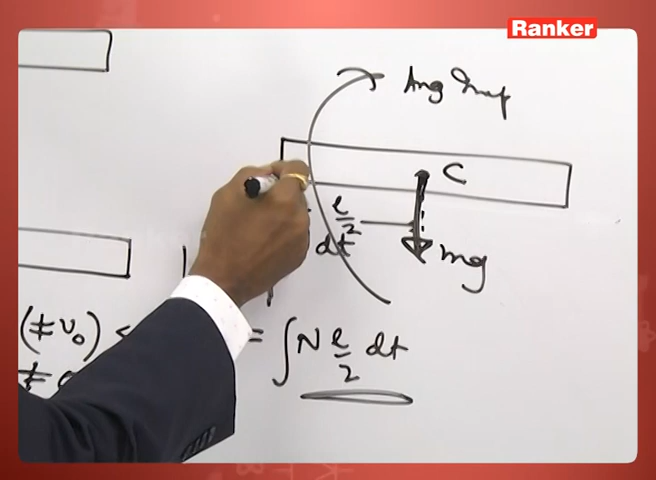 Ranker
Ang Imp
C
ℓ/2
dt
mg
(≠ v₀) <
= ∫ N ℓ/2 dt
≠